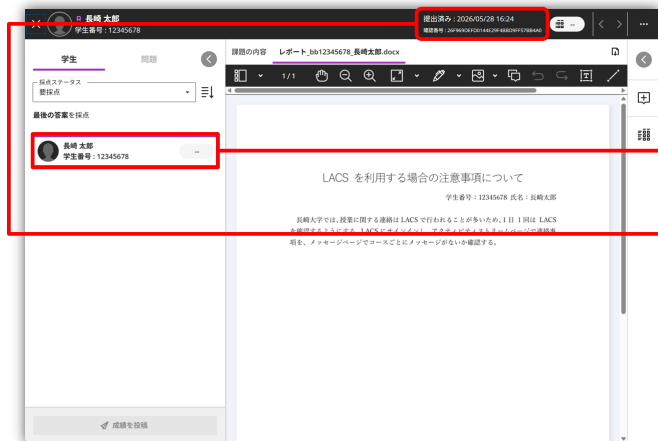 長崎 太郎
学生番号 : 12345678
提出済み : 2026/05/28 16:24
--
学生
問題
採点ステータス
要採点
最後の答案を採点
長崎 太郎
学生番号 : 12345678
--
成績を投稿
課題の内容 レポート_bb12345678_長崎太郎.docx
1/1
LACS を利用する場合の注意事項について
学生番号：12345678 氏名：長崎太郎
長崎大学では、授業に関する連絡は LACS で行われることが多いため、1 日 1 回は LACS
項を、メッセージページでコースごとにメッセージがないか確認する。